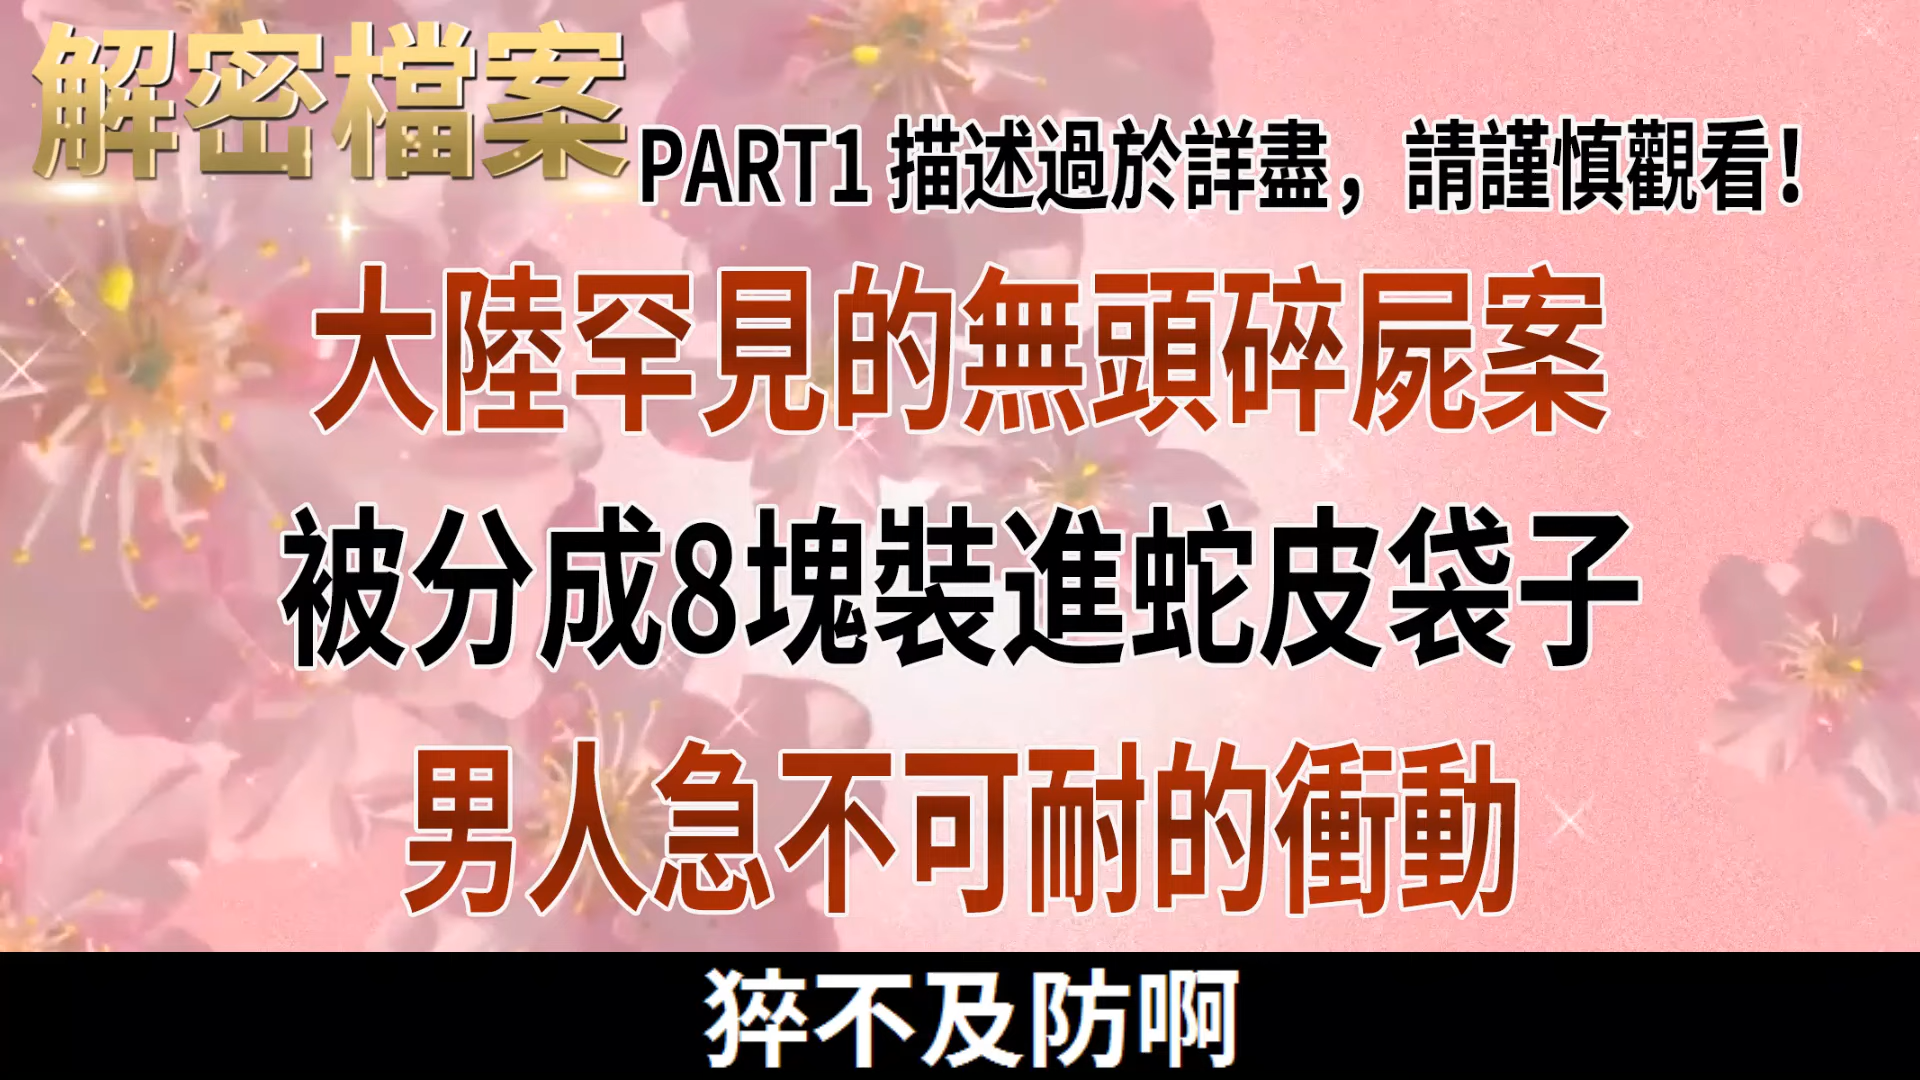 解密檔案
PART1 描述過於詳盡，請謹慎觀看！
大陸罕見的無頭碎屍案
被分成8塊裝進蛇皮袋子
男人急不可耐的衝動
猝不及防啊